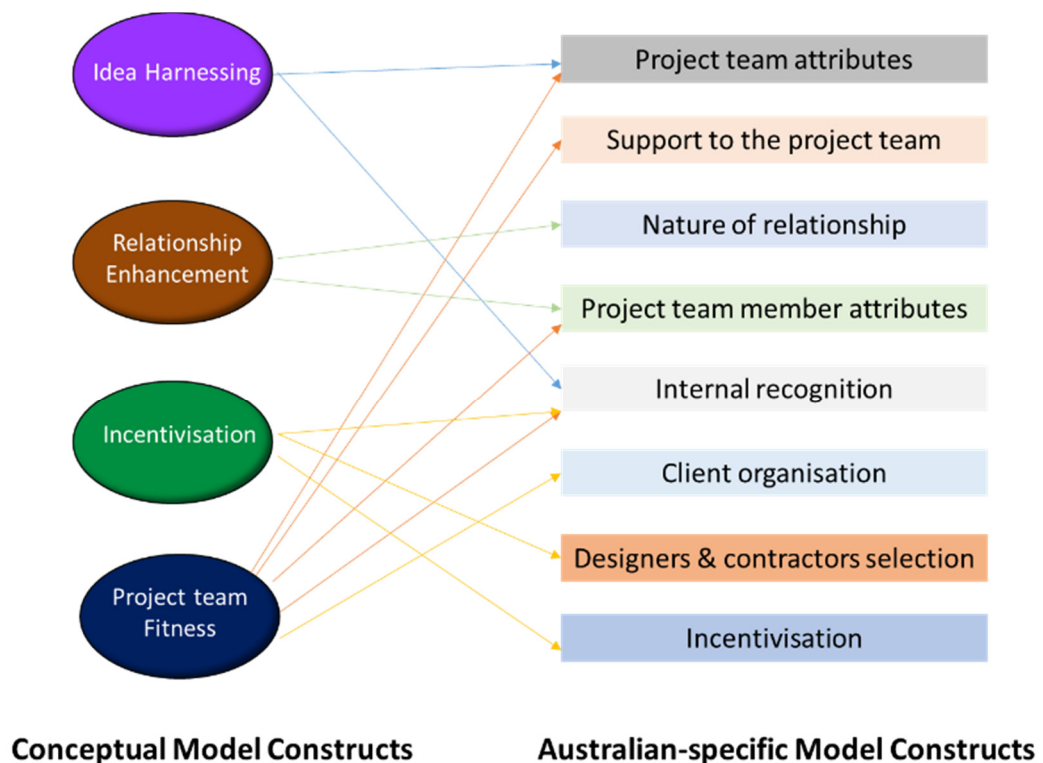 Idea Harnessing
Relationship
Enhancement
Incentivisation
Project team
Fitness
Project team attributes
Support to the project team
Nature of relationship
Project team member attributes
Internal recognition
Client organisation
Designers & contractors selection
Incentivisation
Conceptual Model Constructs
Australian-specific Model Constructs